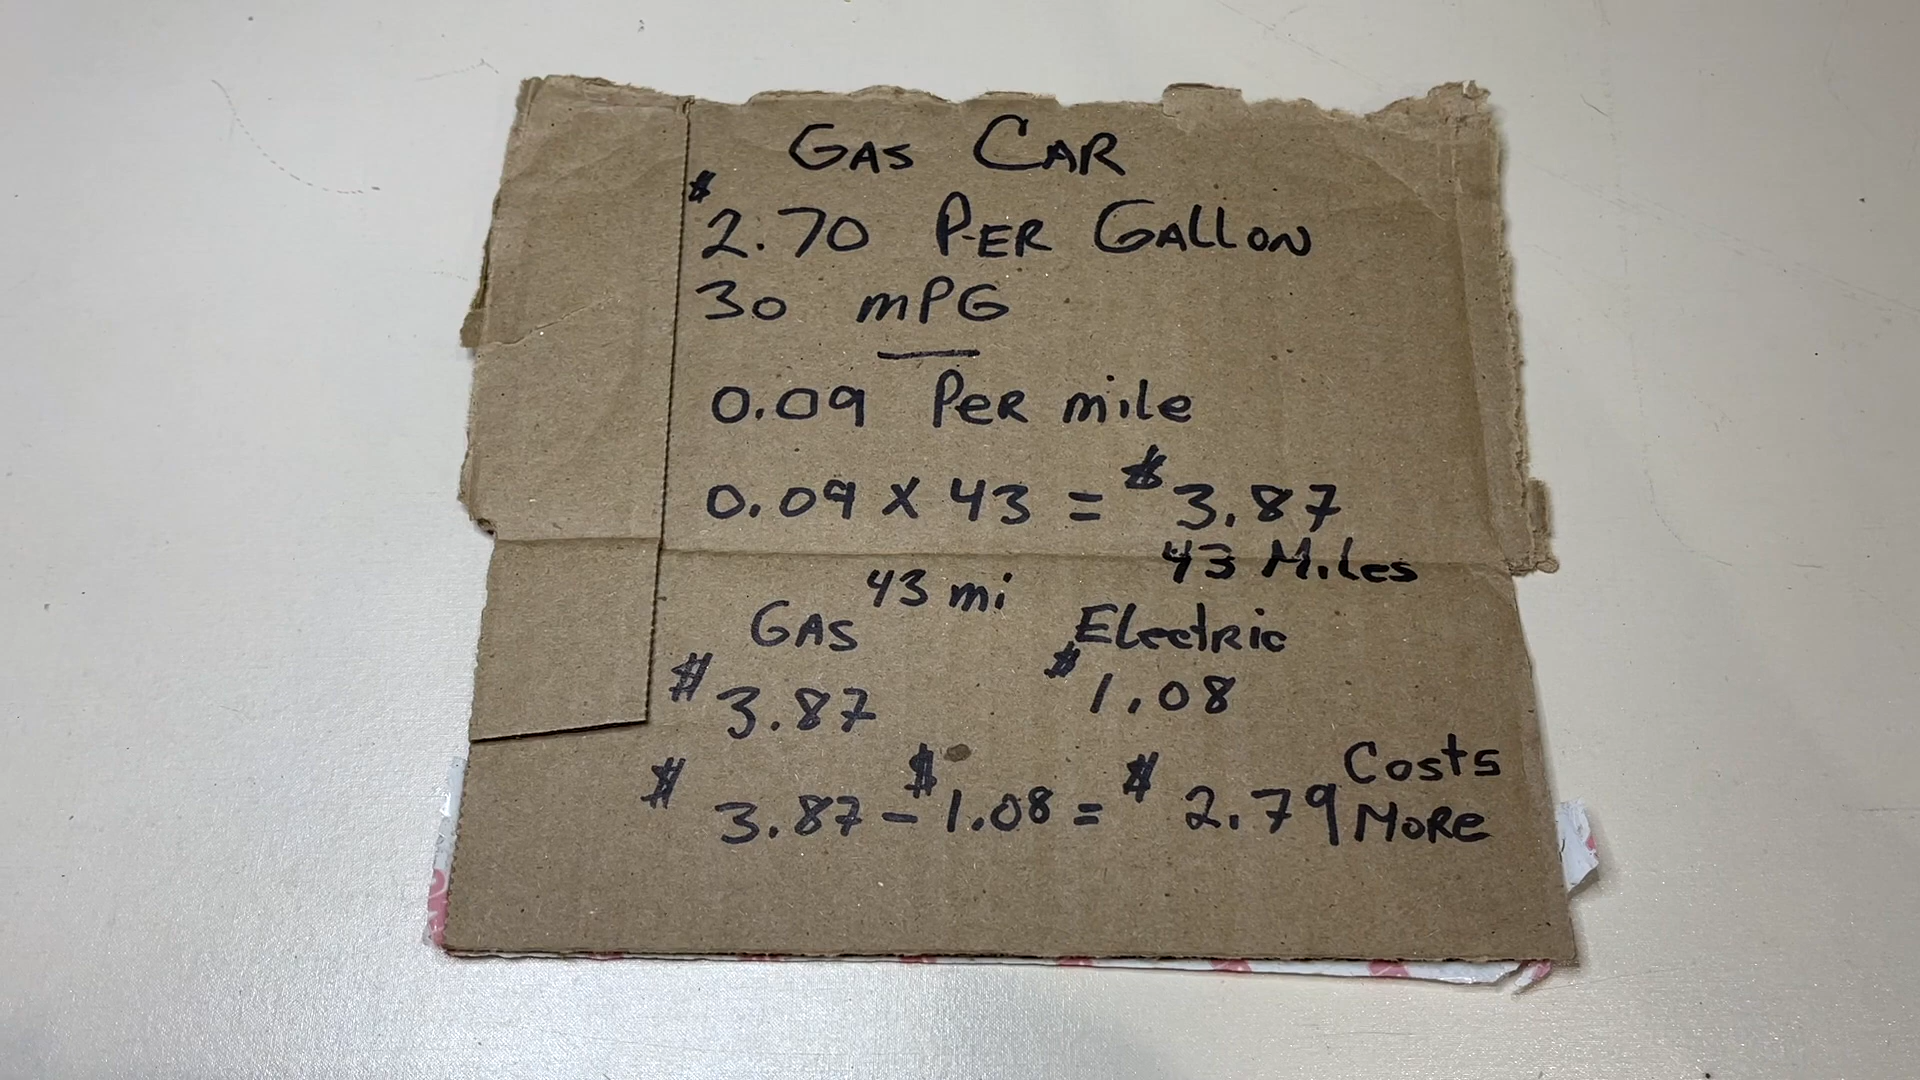 GAS CAR
$2.70 PER GALLON
30 mPG
0.09 PeR mile
0.09 X 43 = $3.87
43 Miles
43 mi
GAS Electric
$3.87 $1.08
$3.87 - $1.08 = $2.79 Costs MoRe